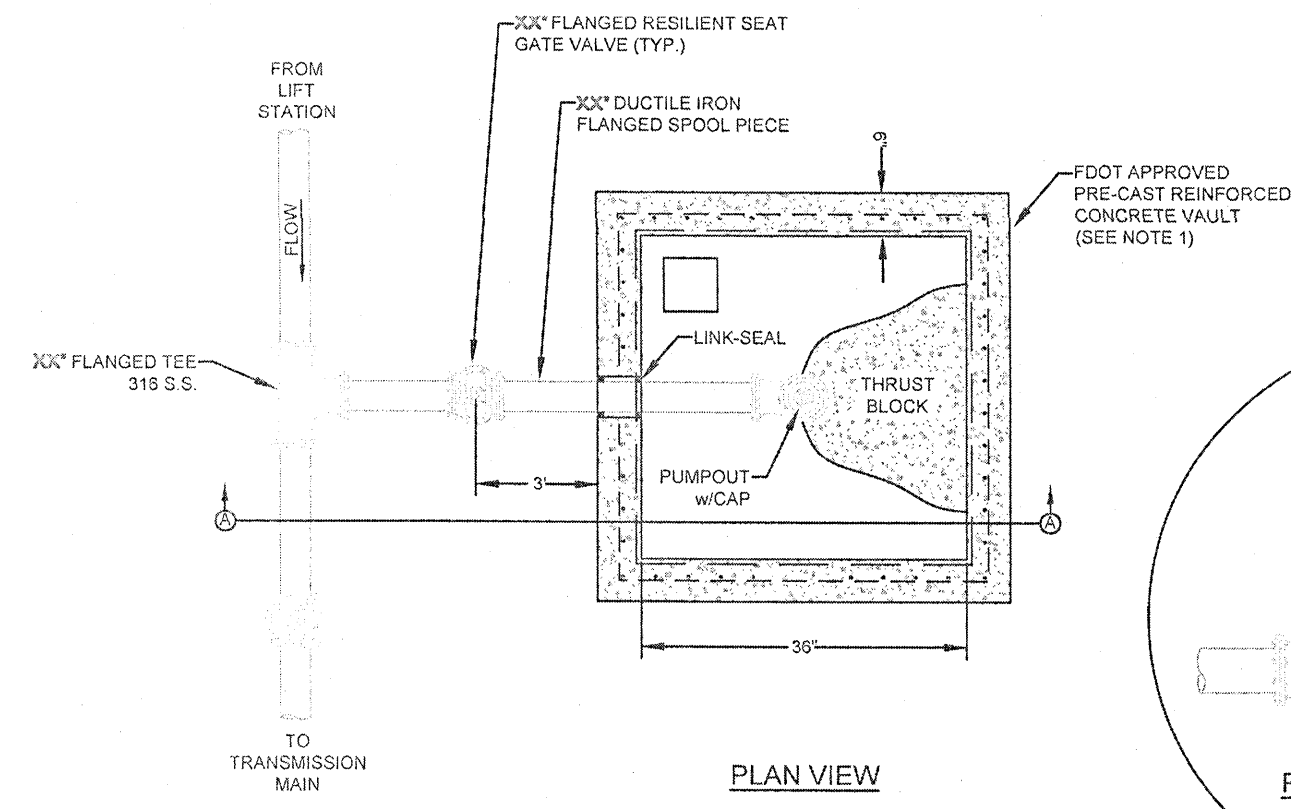 XX" FLANGED RESILIENT SEAT
GATE VALVE (TYP.)
FROM
LIFT
STATION
XX" DUCTILE IRON
FLANGED SPOOL PIECE
6"
FDOT APPROVED
PRE-CAST REINFORCED
CONCRETE VAULT
(SEE NOTE 1)
FLOW
LINK-SEAL
XX" FLANGED TEE
316 S.S.
THRUST
BLOCK
PUMPOUT
w/CAP
3'
A
A
36"
TO
TRANSMISSION
MAIN
PLAN VIEW